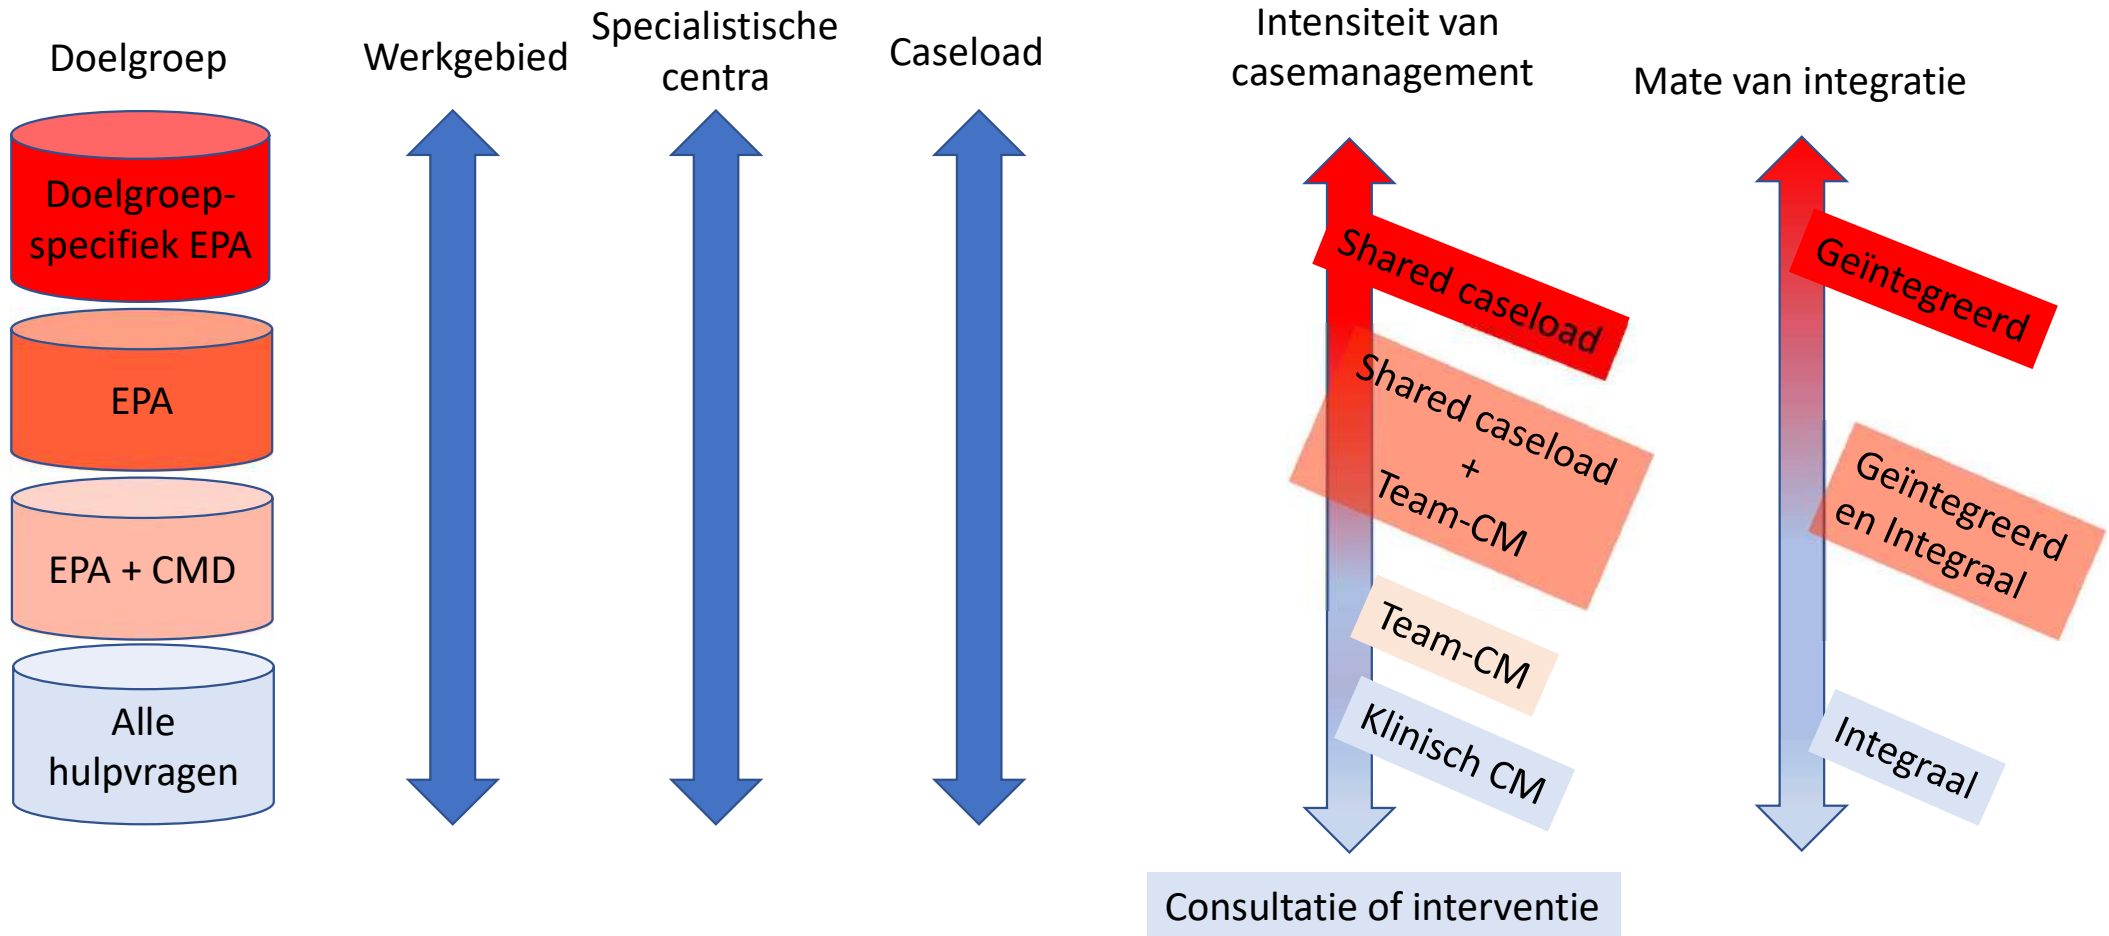 Doelgroep
Werkgebied
Specialistische
centra
Caseload
Intensiteit van
casemanagement
Mate van integratie
Doelgroep-
specifiek EPA
EPA
EPA + CMD
Alle
hulpvragen
Shared caseload
Shared caseload
+
Team-CM
Team-CM
Klinisch CM
Consultatie of interventie
Geïntegreerd
Geïntegreerd
en Integraal
Integraal